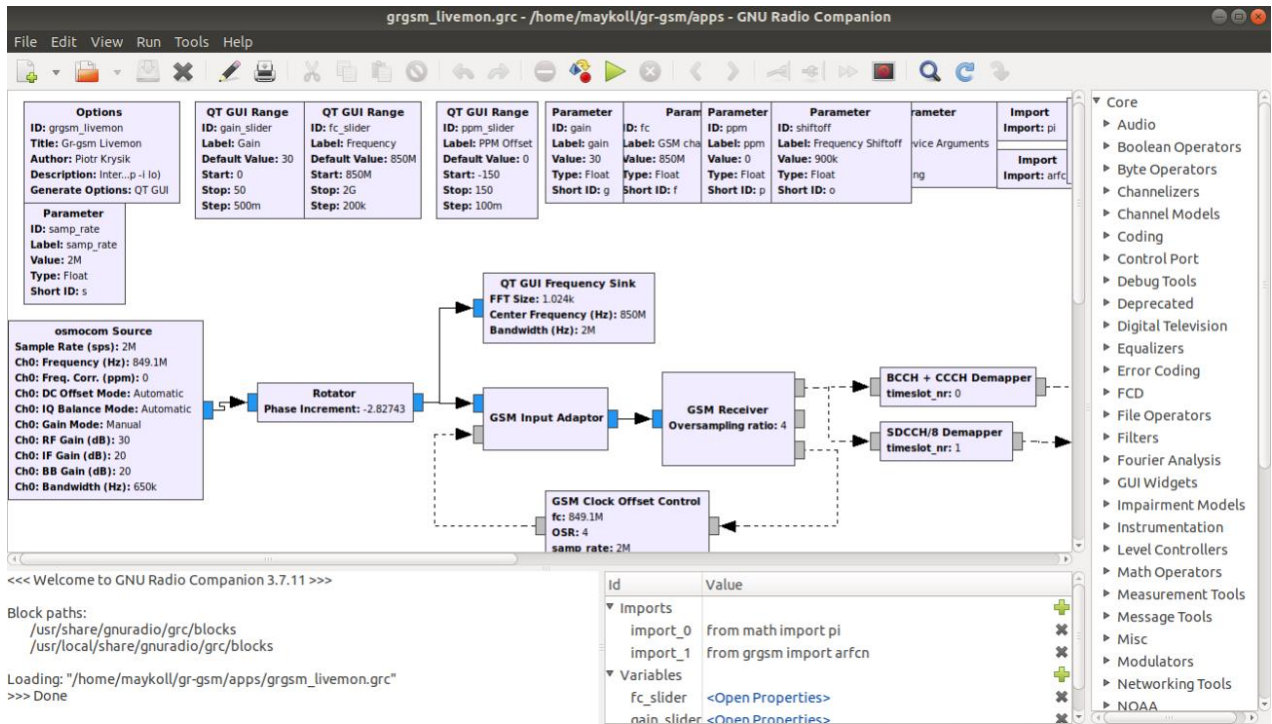 grgsm_livemon.grc - /home/maykoll/gr-gsm/apps - GNU Radio Companion
File Edit View Run Tools Help
Options
ID: grgsm_livemon
Title: Gr-gsm Livemon
Author: Piotr Krysik
Description: Inter...p -i lo)
Generate Options: QT GUI
QT GUI Range
ID: gain_slider
Label: Gain
Default Value: 30
Start: 0
Stop: 50
Step: 500m
QT GUI Range
ID: fc_slider
Label: Frequency
Default Value: 850M
Start: 850M
Stop: 2G
Step: 200k
QT GUI Range
ID: ppm_slider
Label: PPM Offset
Default Value: 0
Start: -150
Stop: 150
Step: 100m
Parameter
ID: gain
Label: gain
Value: 30
Type: Float
Short ID: g
Param
ID: fc
Label: GSM cha
Value: 850M
Type: Float
Short ID: f
Parameter
ID: ppm
Label: ppm
Value: 0
Type: Float
Short ID: p
Parameter
ID: shiftoff
Label: Frequency Shiftoff
Value: 900k
Type: Float
Short ID: o
rameter
vice Arguments
ng
Import
Import: pi
Import
Import: arfc
Parameter
ID: samp_rate
Label: samp_rate
Value: 2M
Type: Float
Short ID: s
osmocom Source
Sample Rate (sps): 2M
Ch0: Frequency (Hz): 849.1M
Ch0: Freq. Corr. (ppm): 0
Ch0: DC Offset Mode: Automatic
Ch0: IQ Balance Mode: Automatic
Ch0: Gain Mode: Manual
Ch0: RF Gain (dB): 30
Ch0: IF Gain (dB): 20
Ch0: BB Gain (dB): 20
Ch0: Bandwidth (Hz): 650k
Rotator
Phase Increment: -2.82743
QT GUI Frequency Sink
FFT Size: 1.024k
Center Frequency (Hz): 850M
Bandwidth (Hz): 2M
GSM Input Adaptor
GSM Receiver
Oversampling ratio: 4
BCCH + CCCH Demapper
timeslot_nr: 0
SDCCH/8 Demapper
timeslot_nr: 1
GSM Clock Offset Control
fc: 849.1M
OSR: 4
samp_rate: 2M
Core
Audio
Boolean Operators
Byte Operators
Channelizers
Channel Models
Coding
Control Port
Debug Tools
Deprecated
Digital Television
Equalizers
Error Coding
FCD
File Operators
Filters
Fourier Analysis
GUI Widgets
Impairment Models
Instrumentation
Level Controllers
Math Operators
Measurement Tools
Message Tools
Misc
Modulators
Networking Tools
NOAA
<<< Welcome to GNU Radio Companion 3.7.11 >>>
Block paths:
/usr/share/gnuradio/grc/blocks
/usr/local/share/gnuradio/grc/blocks
Loading: "/home/maykoll/gr-gsm/apps/grgsm_livemon.grc"
>>> Done
Id Value
Imports
import_0 from math import pi
import_1 from grgsm import arfcn
Variables
fc_slider <Open Properties>
gain_slider <Open Properties>